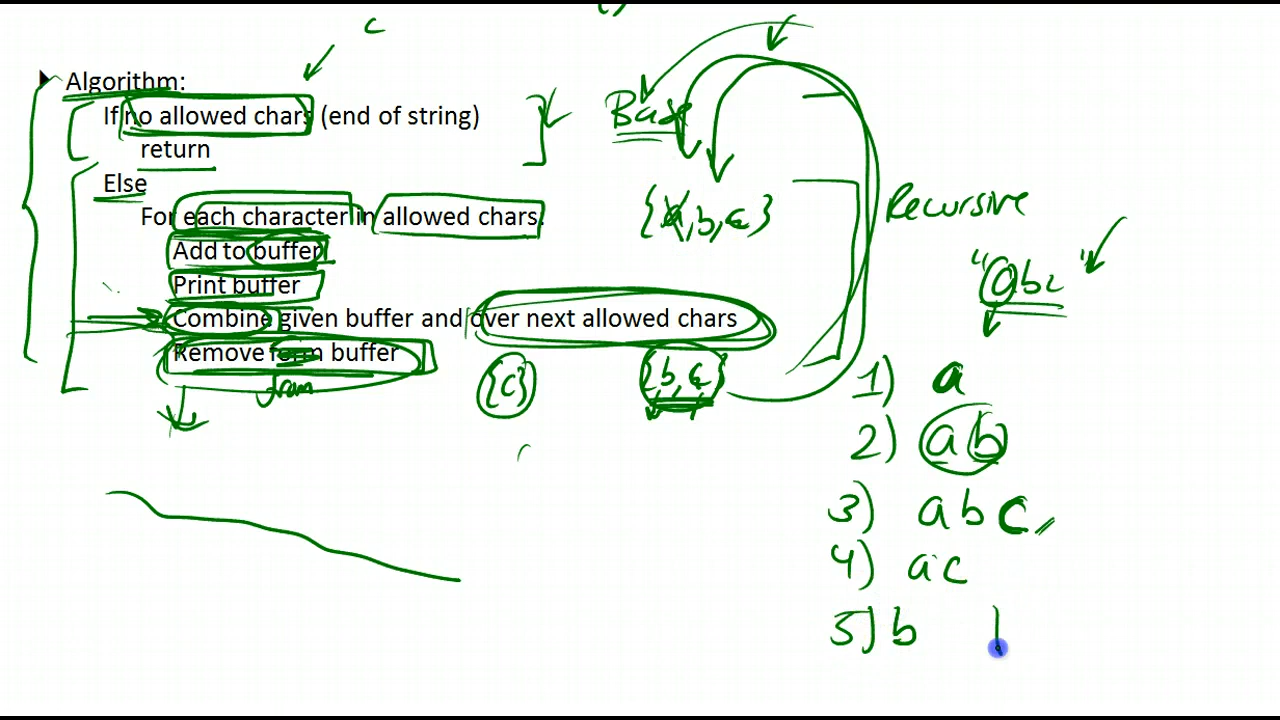 c
Algorithm:
If no allowed chars (end of string)
return
Else
For each character in allowed chars:
Add to buffer
Print buffer
Combine given buffer and over next allowed chars
Remove form buffer
from
{c}
{b,c}
Base
{a,b,c}
Recursive
"abc"
1) a
2) ab
3) abc
4) ac
5) b